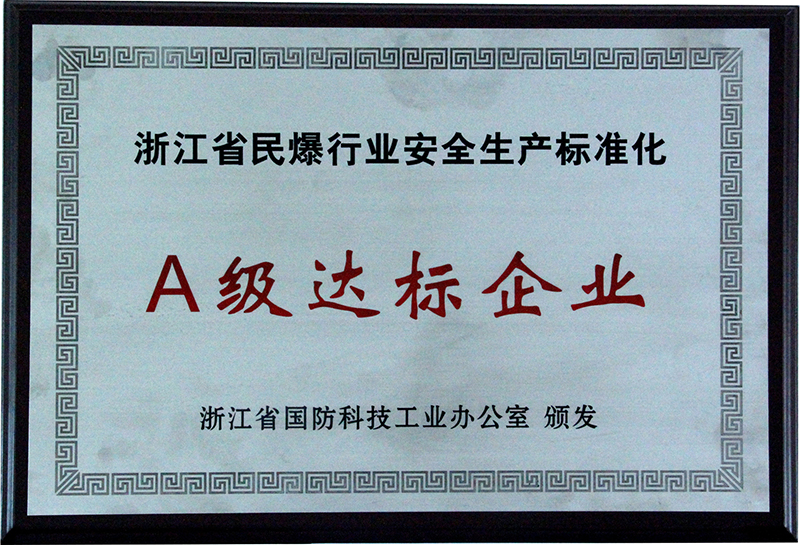 浙江省民爆行业安全生产标准化
A级达标企业
浙江省国防科技工业办公室 颁发